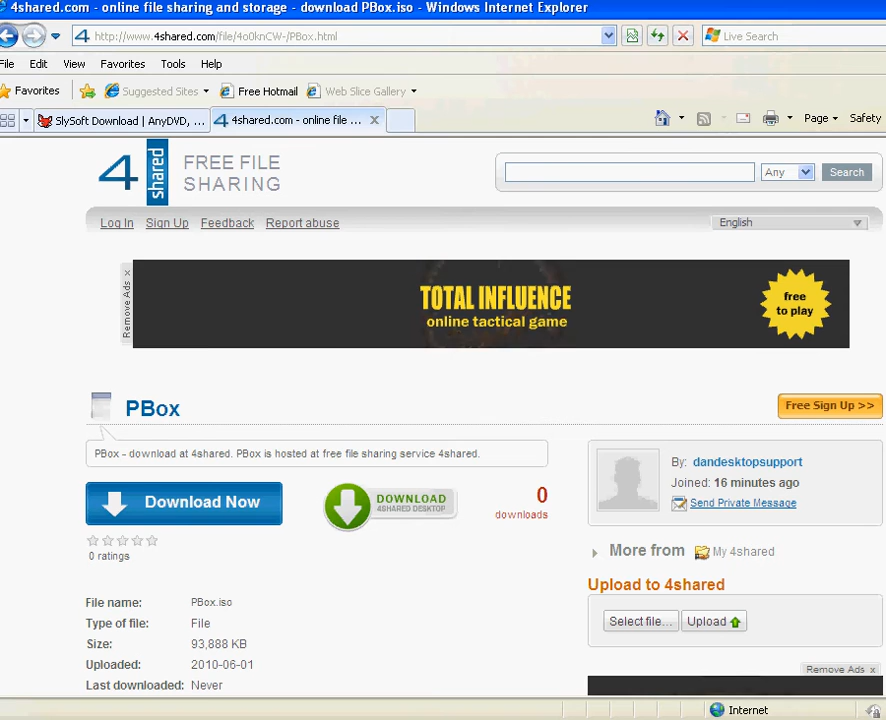 4shared.com - online file sharing and storage - download PBox.iso - Windows Internet Explorer
http://www.4shared.com/file/4o0knCW-/PBox.html
Live Search
File Edit View Favorites Tools Help
Favorites Suggested Sites Free Hotmail Web Slice Gallery
SlySoft Download | AnyDVD, ... 4shared.com - online file ... Page Safety
4 shared FREE FILE
SHARING
Any Search
Log In Sign Up Feedback Report abuse
English
Remove Ads x
TOTAL INFLUENCE
online tactical game
free
to play
PBox
Free Sign Up >>
PBox - download at 4shared. PBox is hosted at free file sharing service 4shared.
By: dandesktopsupport
Joined: 16 minutes ago
Send Private Message
Download Now
DOWNLOAD
4SHARED DESKTOP
0
downloads
0 ratings
More from My 4shared
Upload to 4shared
Select file... Upload
File name: PBox.iso
Type of file: File
Size: 93,888 KB
Uploaded: 2010-06-01
Last downloaded: Never
Remove Ads x
Internet